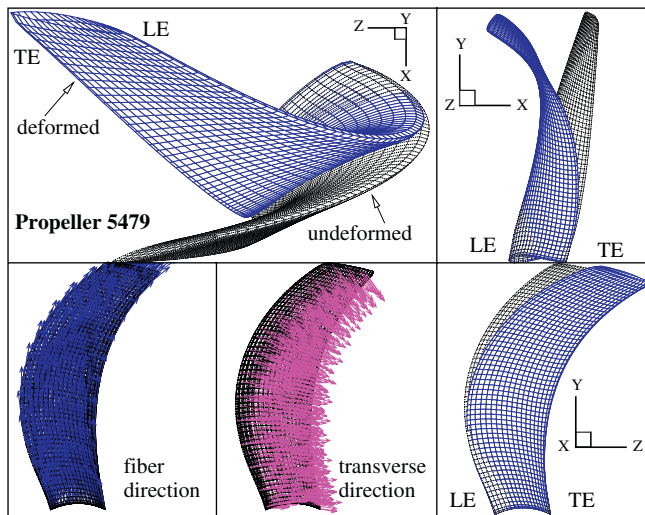 LE
TE
deformed
Propeller 5479
undeformed
Z
Y
X
Y
Z
X
LE
TE
fiber
direction
transverse
direction
Y
X
Z
LE
TE